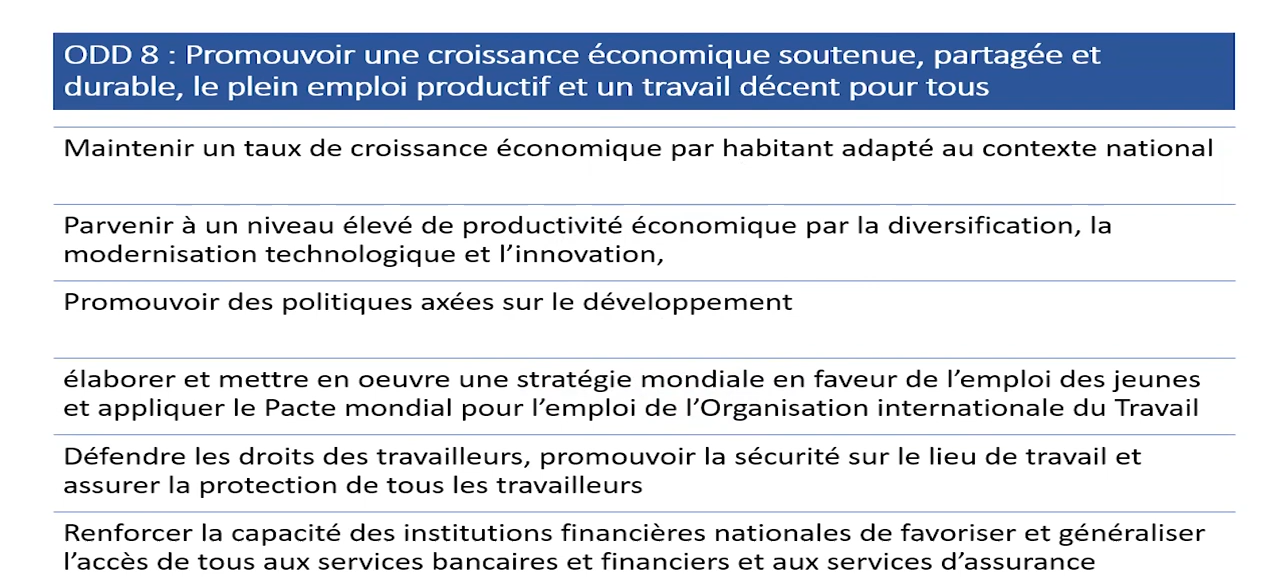 ODD 8 : Promouvoir une croissance économique soutenue, partagée et
durable, le plein emploi productif et un travail décent pour tous
Maintenir un taux de croissance économique par habitant adapté au contexte national
Parvenir à un niveau élevé de productivité économique par la diversification, la
modernisation technologique et l’innovation,
Promouvoir des politiques axées sur le développement
élaborer et mettre en oeuvre une stratégie mondiale en faveur de l’emploi des jeunes
et appliquer le Pacte mondial pour l’emploi de l’Organisation internationale du Travail
Défendre les droits des travailleurs, promouvoir la sécurité sur le lieu de travail et
assurer la protection de tous les travailleurs
Renforcer la capacité des institutions financières nationales de favoriser et généraliser
l’accès de tous aux services bancaires et financiers et aux services d’assurance